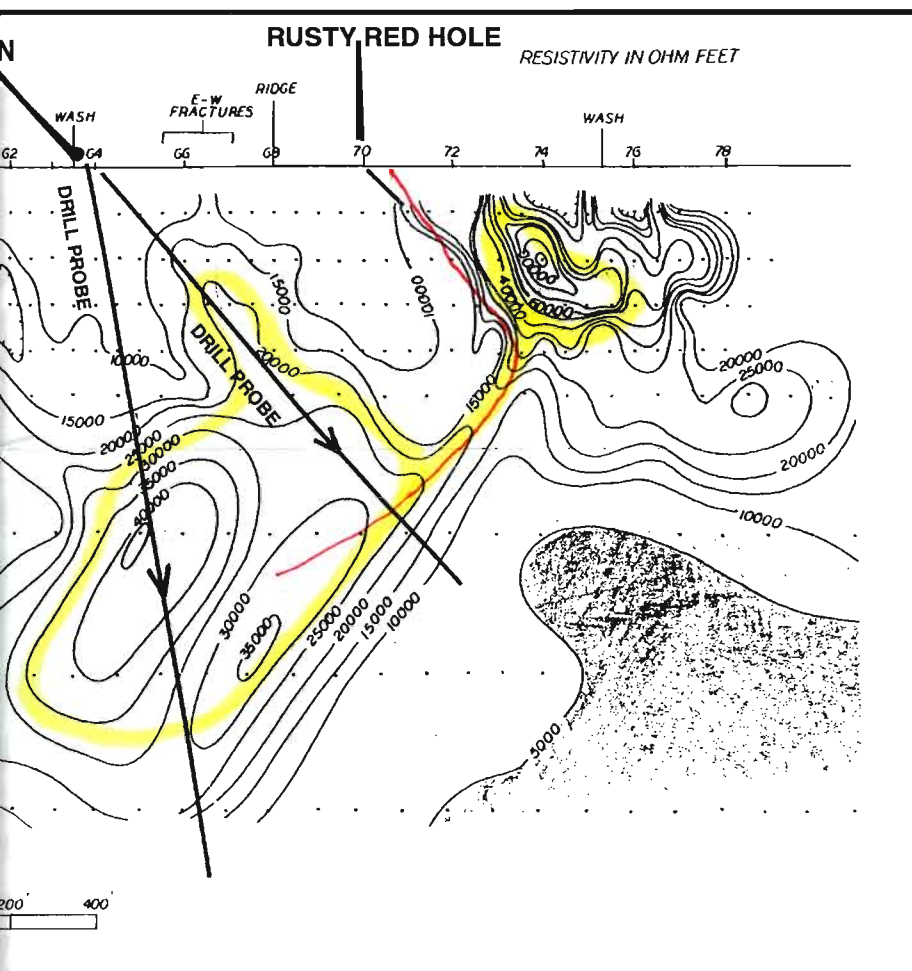 N
RUSTY RED HOLE
RESISTIVITY IN OHM FEET
WASH
E-W
FRACTURES
RIDGE
WASH
62 64 66 68 70 72 74 76 78
DRILL PROBE
15000
10000
20000
40000
60000
DRILL PROBE
20000
10000
15000
20000
25000
15000
20000
25000
30000
35000
40000
20000
10000
30000
35000
25000
20000
15000
10000
5000
200' 400'